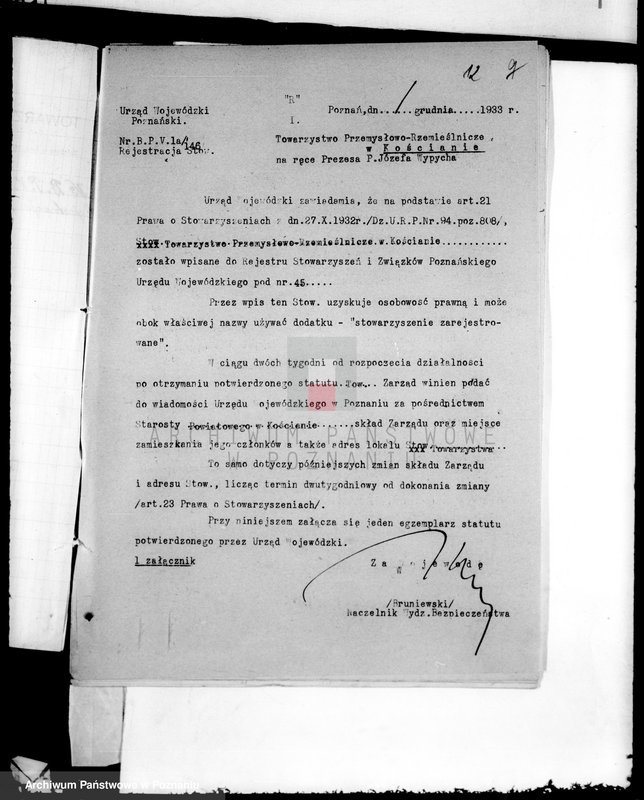 12 9
"R"
Urząd Wojewódzki
Poznański.
Poznań,dn....1 grudnia.....1933 r.
I.
Nr.B.P.V.1a/146
Rejestracja Stow.
Towarzystwo Przemysłowo-Rzemieślnicze
w Kościanie
na ręce Prezesa P.Józefa Wypycha
Urząd Wojewódzki zawiadamia, że na podstawie art.21
Prawa o Stowarzyszeniach z dn.27.X.1932r./Dz.U.R.P.Nr.94.poz.808/,
Stow. Towarzystwo Przemysłowo-Rzemieślnicze w Kościanie............
zostało wpisane do Rejestru Stowarzyszeń i Związków Poznańskiego
Urzędu Wojewódzkiego pod nr.45.....
Przez wpis ten Stow. uzyskuje osobowość prawną i może
obok właściwej nazwy używać dodatku - "stowarzyszenie zarejestro-
wane".
W ciągu dwóch tygodni od rozpoczecia działalności
po otrzymaniu potwierdzonego statutu.Tow... Zarzad winien podać
do wiadomości Urzędu Wojewódzkiego w Poznaniu za pośrednictwem
Starosty Powiatowego w Kościanie.......skład Zarządu oraz miejsce
zamieszkania jego członków a także adres lokalu Stow. Towarzystwa..
To samo dotyczy późniejszych zmian składu Zarządu
i adresu Stow., licząc termin dwutygodniowy od dokonania zmiany
/art.23 Prawa o Stowarzyszeniach/.
Przy niniejszem załącza się jeden egzemplarz statutu
potwierdzonego przez Urząd Wojewódzki.
1 załącznik
Za Wojewodę
/Bruniewski/
Naczelnik Wydz.Bezpieczeństwa
ARCHIWUM PAŃSTWOWE
W POZNANIU
Archiwum Państwowe w Poznaniu